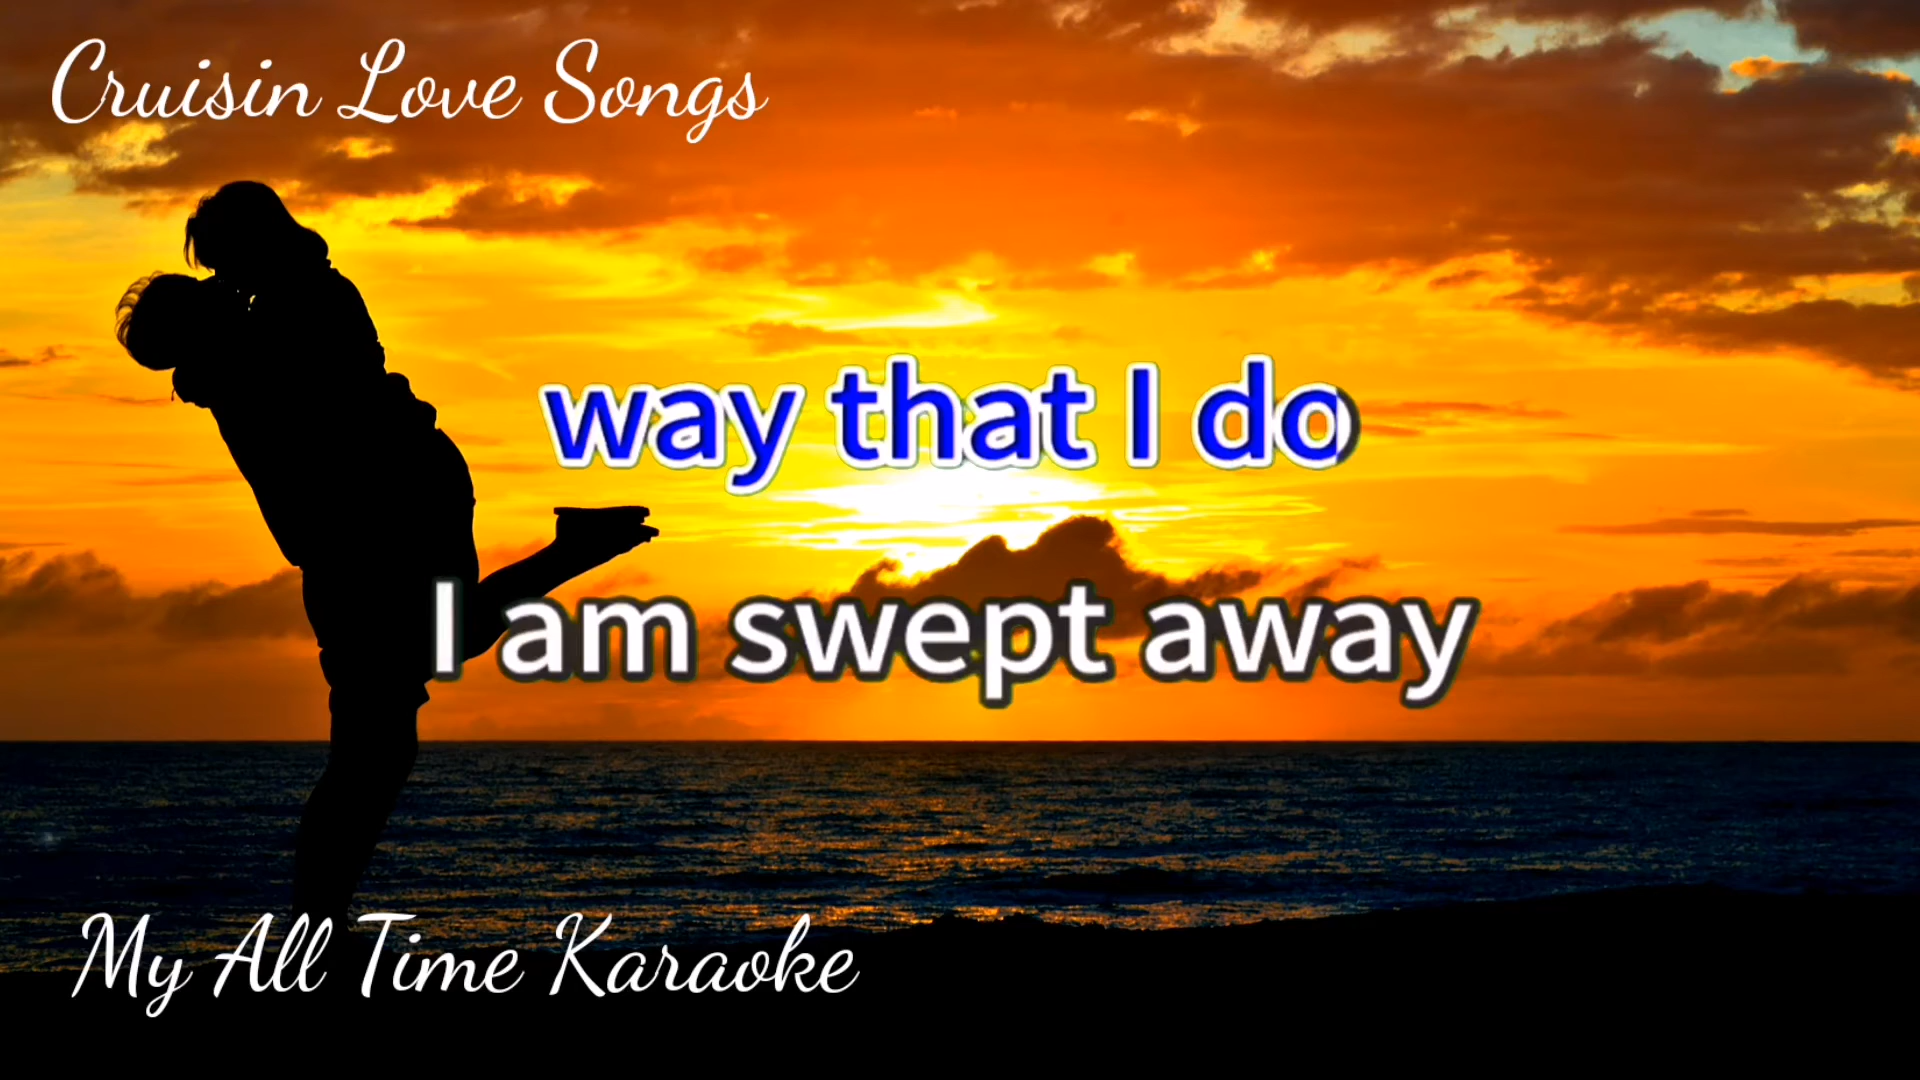 Cruisin Love Songs
way that I do
I am swept away
My All Time Karaoke